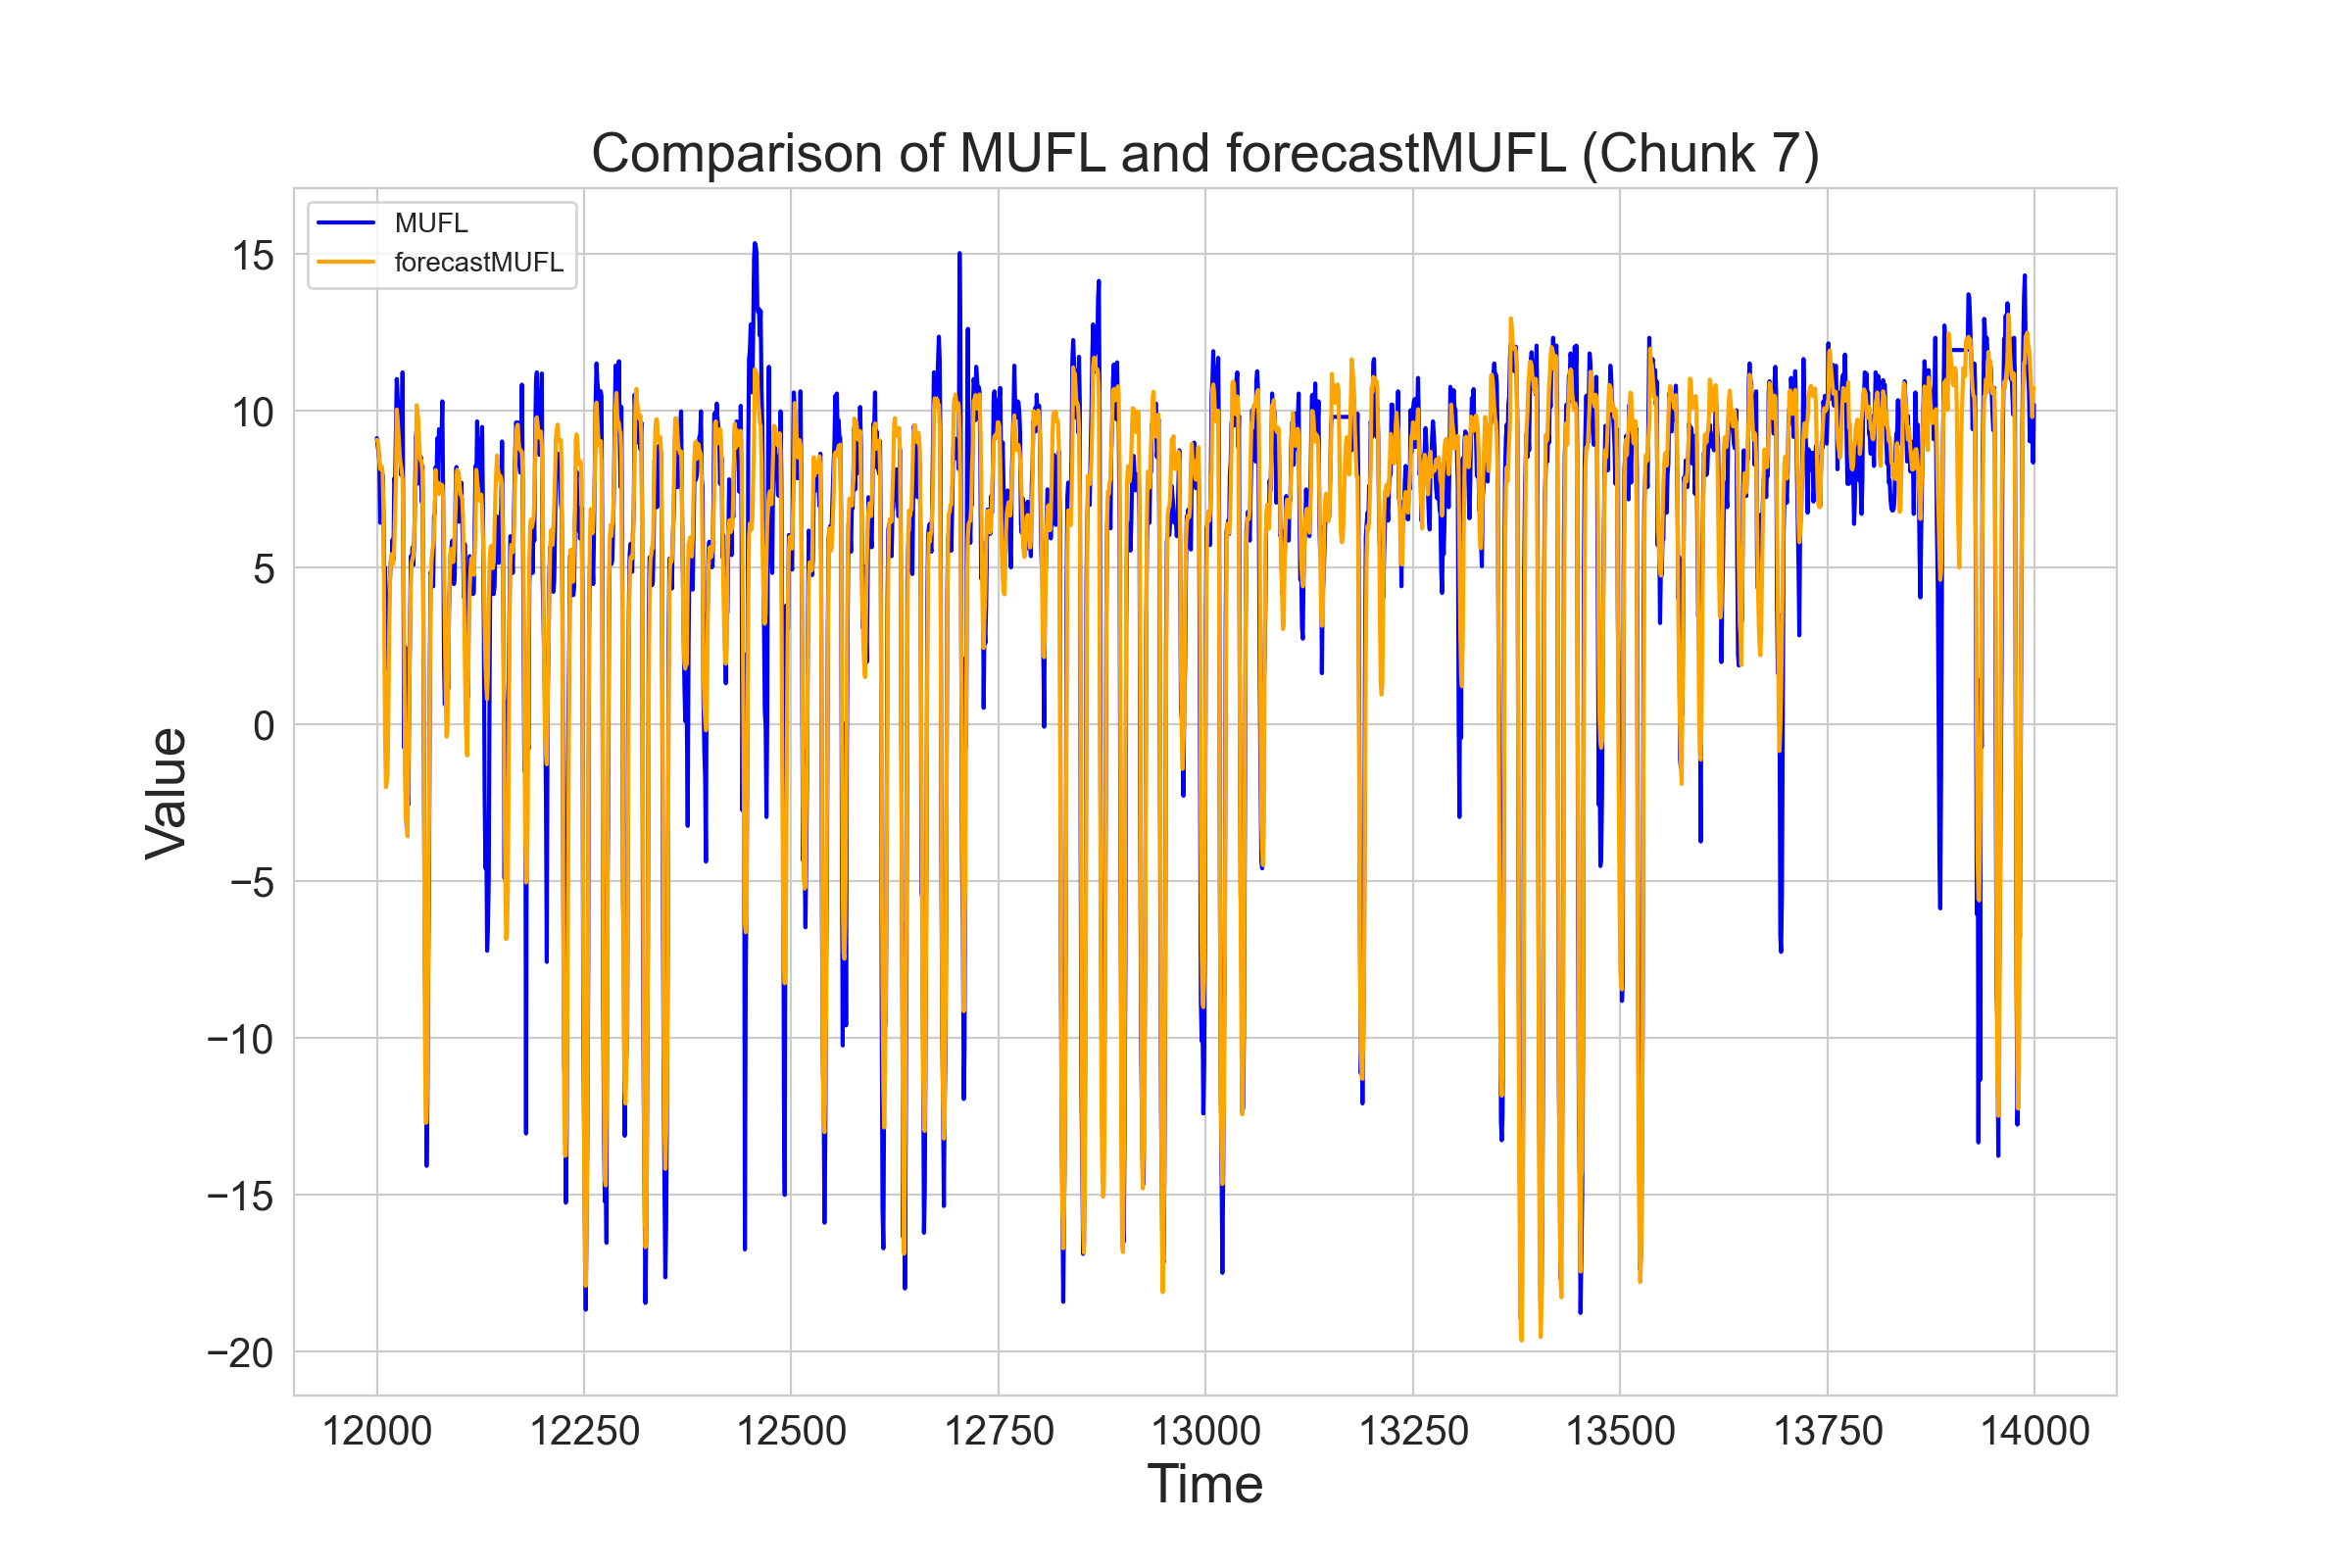 Comparison of MUFL and forecastMUFL (Chunk 7)
MUFL
forecastMUFL
15
10
5
0
−5
−10
−15
−20
Value
12000 12250 12500 12750 13000 13250 13500 13750 14000
Time